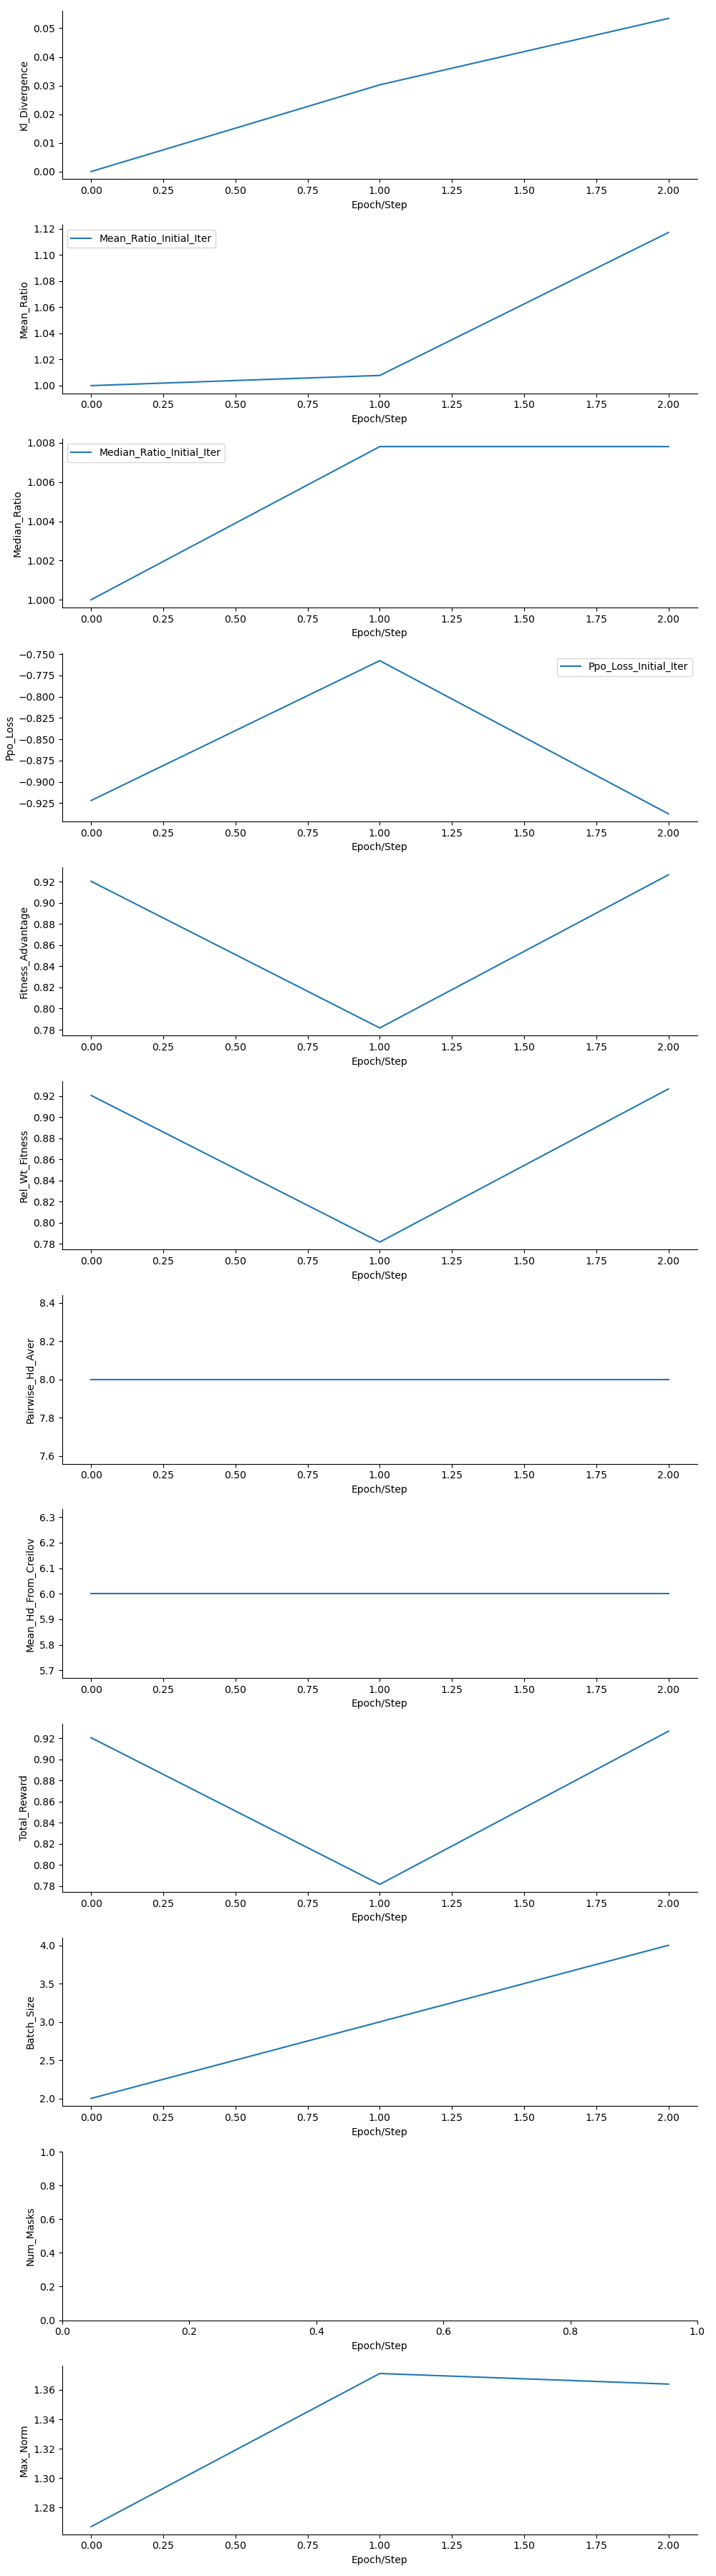 0.05
0.04
0.03
0.02
0.01
0.00
Kl_Divergence
0.00 0.25 0.50 0.75 1.00 1.25 1.50 1.75 2.00
Epoch/Step
1.12
1.10
1.08
1.06
1.04
1.02
1.00
Mean_Ratio
Mean_Ratio_Initial_Iter
0.00 0.25 0.50 0.75 1.00 1.25 1.50 1.75 2.00
Epoch/Step
1.008
1.006
1.004
1.002
1.000
Median_Ratio
Median_Ratio_Initial_Iter
0.00 0.25 0.50 0.75 1.00 1.25 1.50 1.75 2.00
Epoch/Step
−0.750
−0.775
−0.800
−0.825
−0.850
−0.875
−0.900
−0.925
Ppo_Loss
Ppo_Loss_Initial_Iter
0.00 0.25 0.50 0.75 1.00 1.25 1.50 1.75 2.00
Epoch/Step
0.92
0.90
0.88
0.86
0.84
0.82
0.80
0.78
Fitness_Advantage
0.00 0.25 0.50 0.75 1.00 1.25 1.50 1.75 2.00
Epoch/Step
0.92
0.90
0.88
0.86
0.84
0.82
0.80
0.78
Rel_Wt_Fitness
0.00 0.25 0.50 0.75 1.00 1.25 1.50 1.75 2.00
Epoch/Step
8.4
8.2
8.0
7.8
7.6
Pairwise_Hd_Aver
0.00 0.25 0.50 0.75 1.00 1.25 1.50 1.75 2.00
Epoch/Step
6.3
6.2
6.1
6.0
5.9
5.8
5.7
Mean_Hd_From_Creilov
0.00 0.25 0.50 0.75 1.00 1.25 1.50 1.75 2.00
Epoch/Step
0.92
0.90
0.88
0.86
0.84
0.82
0.80
0.78
Total_Reward
0.00 0.25 0.50 0.75 1.00 1.25 1.50 1.75 2.00
Epoch/Step
4.0
3.5
3.0
2.5
2.0
Batch_Size
0.00 0.25 0.50 0.75 1.00 1.25 1.50 1.75 2.00
Epoch/Step
1.0
0.8
0.6
0.4
0.2
0.0
Num_Masks
0.0 0.2 0.4 0.6 0.8 1.0
Epoch/Step
1.36
1.34
1.32
1.30
1.28
Max_Norm
0.00 0.25 0.50 0.75 1.00 1.25 1.50 1.75 2.00
Epoch/Step